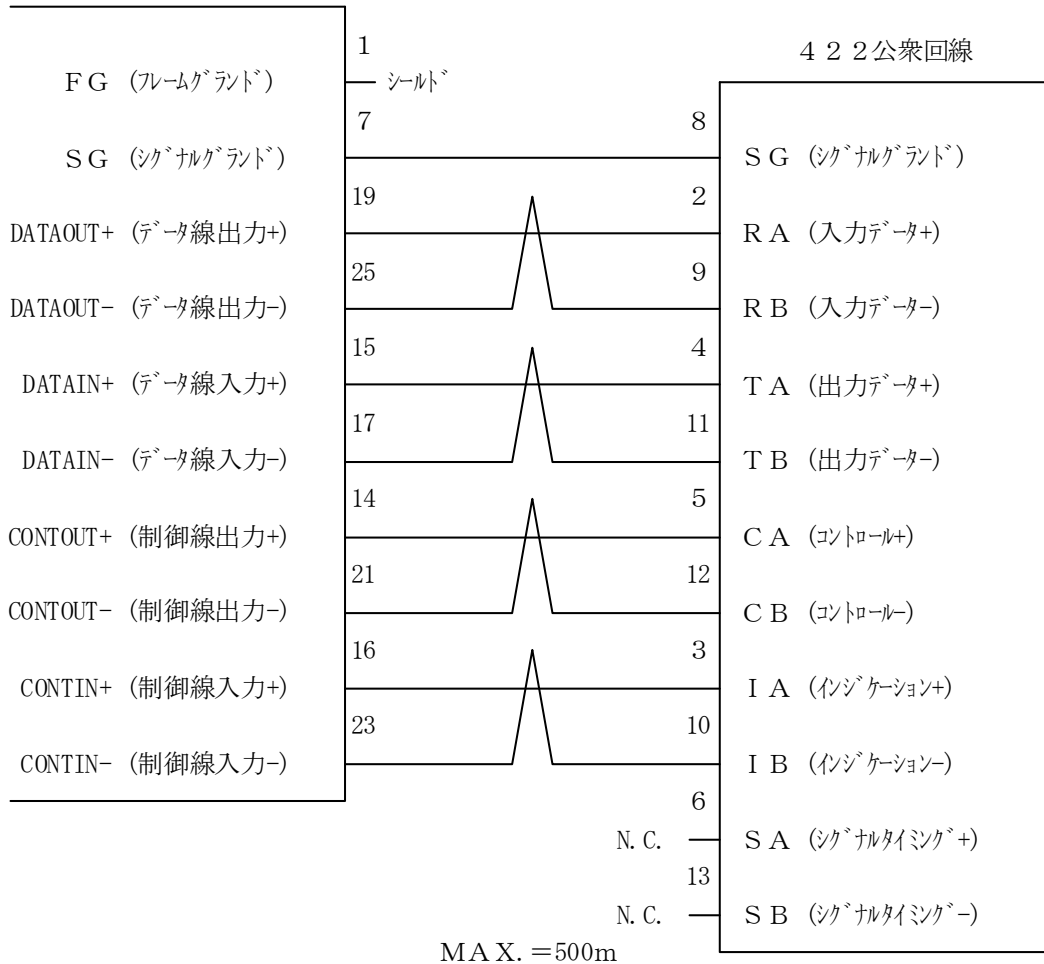 1
422公衆回線
FG (ﾌﾚｰﾑｸﾞﾗﾝﾄﾞ)
ｼｰﾙﾄﾞ
7
8
SG (ｼｸﾞﾅﾙｸﾞﾗﾝﾄﾞ)
SG (ｼｸﾞﾅﾙｸﾞﾗﾝﾄﾞ)
19
2
DATAOUT+ (ﾃﾞｰﾀ線出力+)
RA (入力ﾃﾞｰﾀ+)
25
9
DATAOUT- (ﾃﾞｰﾀ線出力-)
RB (入力ﾃﾞｰﾀ-)
15
4
DATAIN+ (ﾃﾞｰﾀ線入力+)
TA (出力ﾃﾞｰﾀ+)
17
11
DATAIN- (ﾃﾞｰﾀ線入力-)
TB (出力ﾃﾞｰﾀ-)
14
5
CONTOUT+ (制御線出力+)
CA (ｺﾝﾄﾛｰﾙ+)
21
12
CONTOUT- (制御線出力-)
CB (ｺﾝﾄﾛｰﾙ-)
16
3
CONTIN+ (制御線入力+)
IA (ｲﾝｼﾞｹｰｼｮﾝ+)
23
10
CONTIN- (制御線入力-)
IB (ｲﾝｼﾞｹｰｼｮﾝ-)
6
N.C.
SA (ｼｸﾞﾅﾙﾀｲﾐﾝｸﾞ+)
13
N.C.
SB (ｼｸﾞﾅﾙﾀｲﾐﾝｸﾞ-)
MAX.=500m